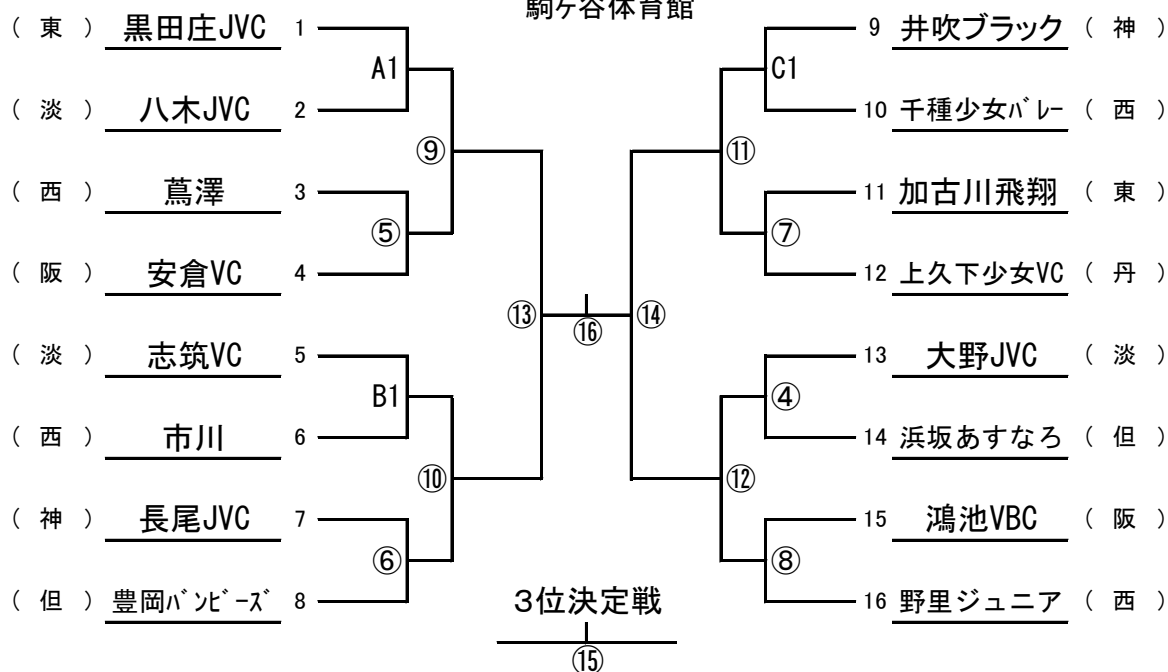 駒ヶ谷体育館
（ 東 ） 黒田庄JVC 1
A1
（ 淡 ） 八木JVC 2
⑨
（ 西 ） 蔦澤 3
⑤
（ 阪 ） 安倉VC 4
⑬
（ 淡 ） 志筑VC 5
B1
（ 西 ） 市川 6
⑩
（ 神 ） 長尾JVC 7
⑥
（ 但 ） 豊岡バンビーズ 8
⑯
3位決定戦
⑮
9 井吹ブラック （ 神 ）
C1
10 千種少女バレー （ 西 ）
⑪
11 加古川飛翔 （ 東 ）
⑦
12 上久下少女VC （ 丹 ）
⑭
13 大野JVC （ 淡 ）
④
14 浜坂あすなろ （ 但 ）
⑫
15 鴻池VBC （ 阪 ）
⑧
16 野里ジュニア （ 西 ）